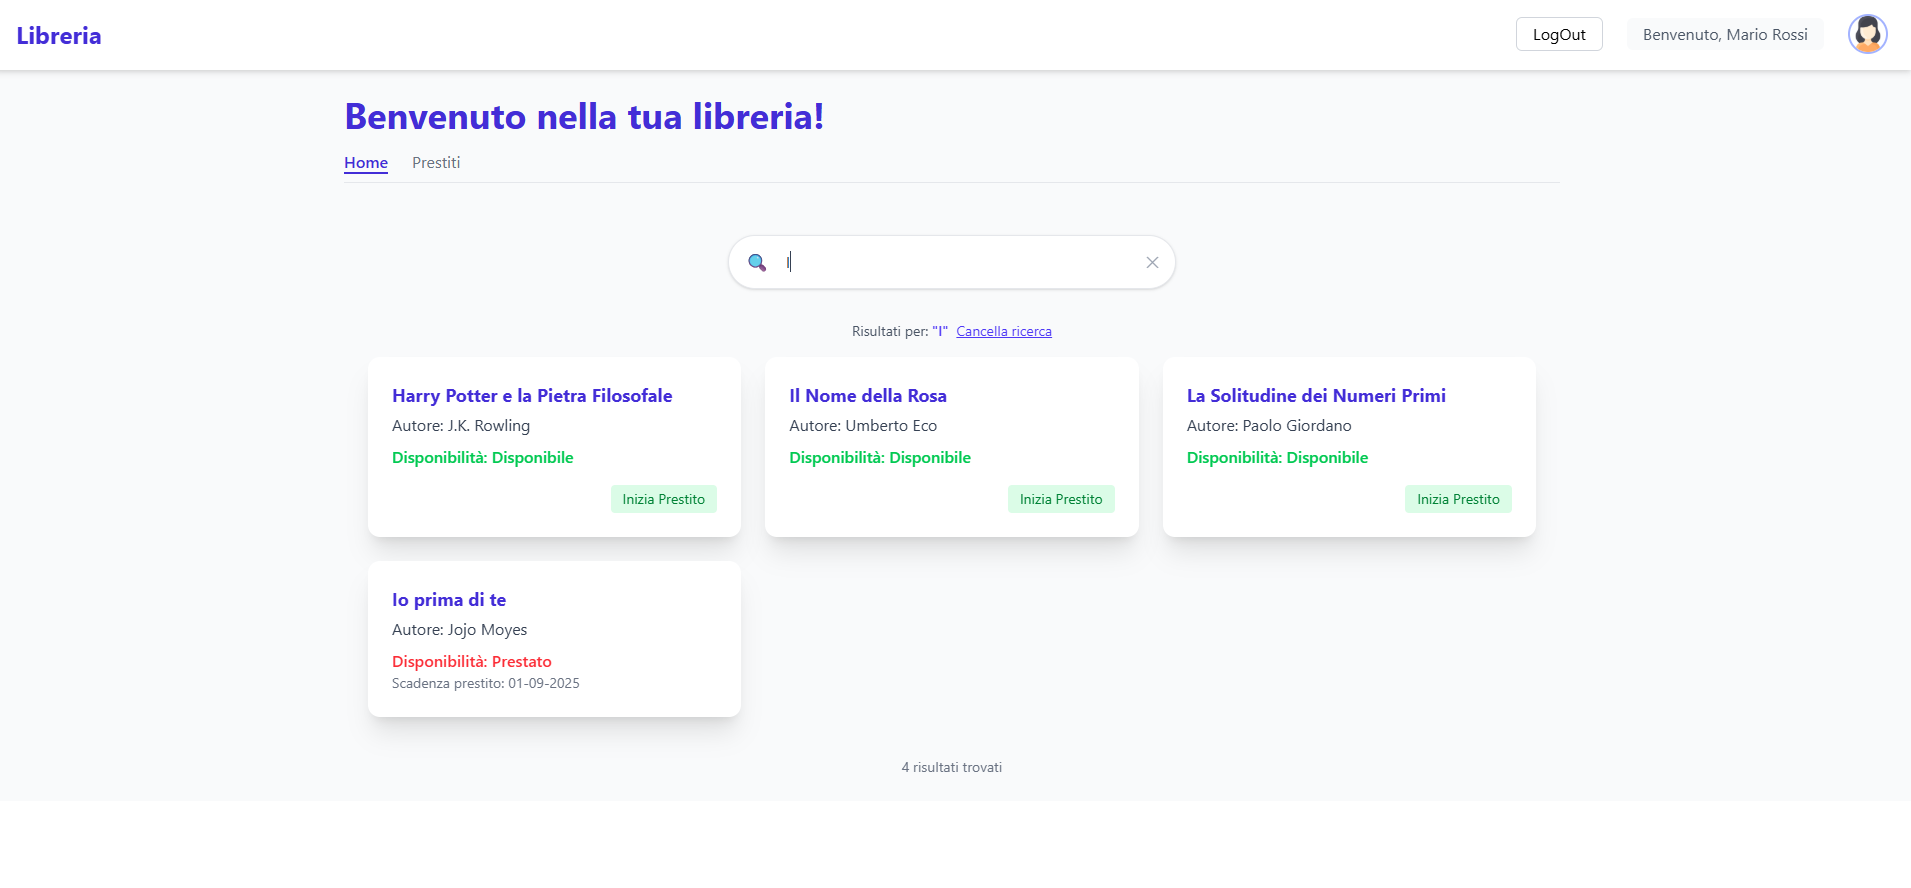 Libreria
LogOut
Benvenuto, Mario Rossi
Benvenuto nella tua libreria!
Home
Prestiti
I
Risultati per: "I" Cancella ricerca
Harry Potter e la Pietra Filosofale
Autore: J.K. Rowling
Disponibilità: Disponibile
Inizia Prestito
Il Nome della Rosa
Autore: Umberto Eco
Disponibilità: Disponibile
Inizia Prestito
La Solitudine dei Numeri Primi
Autore: Paolo Giordano
Disponibilità: Disponibile
Inizia Prestito
Io prima di te
Autore: Jojo Moyes
Disponibilità: Prestato
Scadenza prestito: 01-09-2025
4 risultati trovati